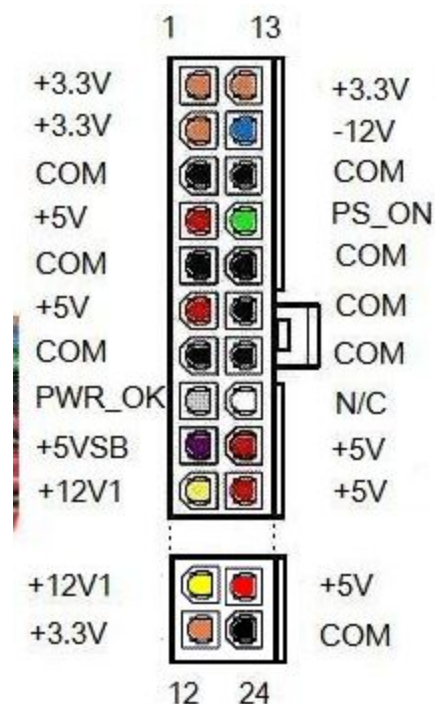 1 13
+3.3V +3.3V
+3.3V -12V
COM COM
+5V PS_ON
COM COM
+5V COM
COM COM
PWR_OK N/C
+5VSB +5V
+12V1 +5V
+12V1 +5V
+3.3V COM
12 24